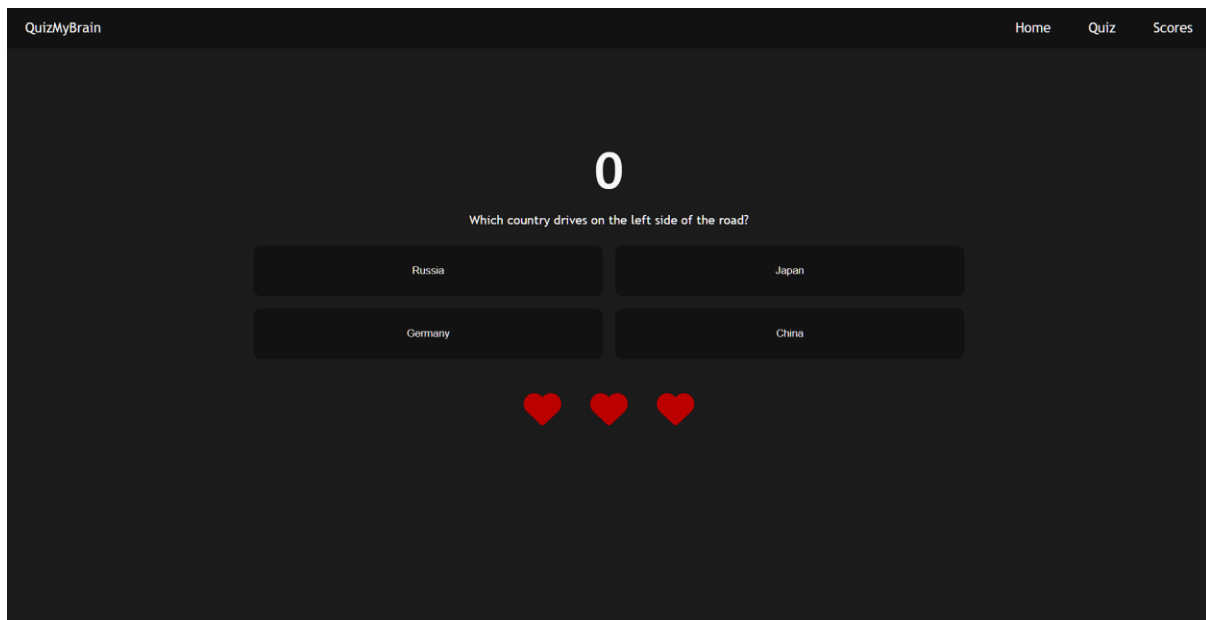 QuizMyBrain Home Quiz Scores
0
Which country drives on the left side of the road?
Russia Japan
Germany China